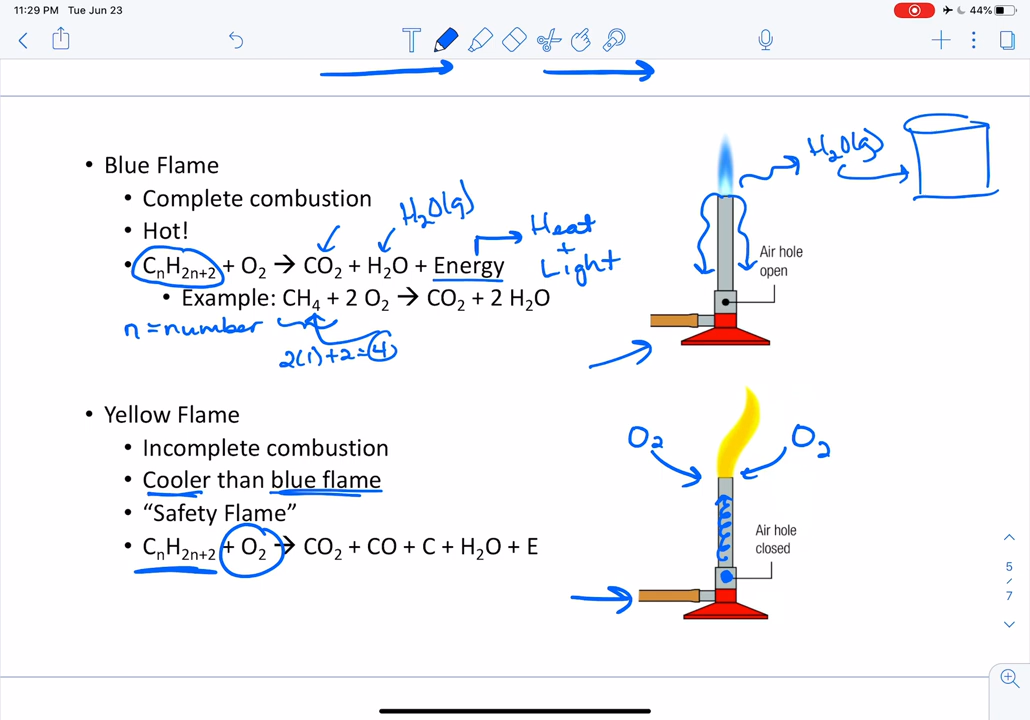 11:29 PM Tue Jun 23
44%
T
• Blue Flame
• Complete combustion
• Hot!
H₂O(g)
• CₙH₂ₙ₊₂ + O₂ → CO₂ + H₂O + Energy
Heat
+
Light
• Example: CH₄ + 2 O₂ → CO₂ + 2 H₂O
n = number
2(1)+2=4
H₂O(g)
Air hole
open
• Yellow Flame
• Incomplete combustion
• Cooler than blue flame
• “Safety Flame”
• CₙH₂ₙ₊₂ + O₂ → CO₂ + CO + C + H₂O + E
O₂
O₂
Air hole
closed
5
/
7